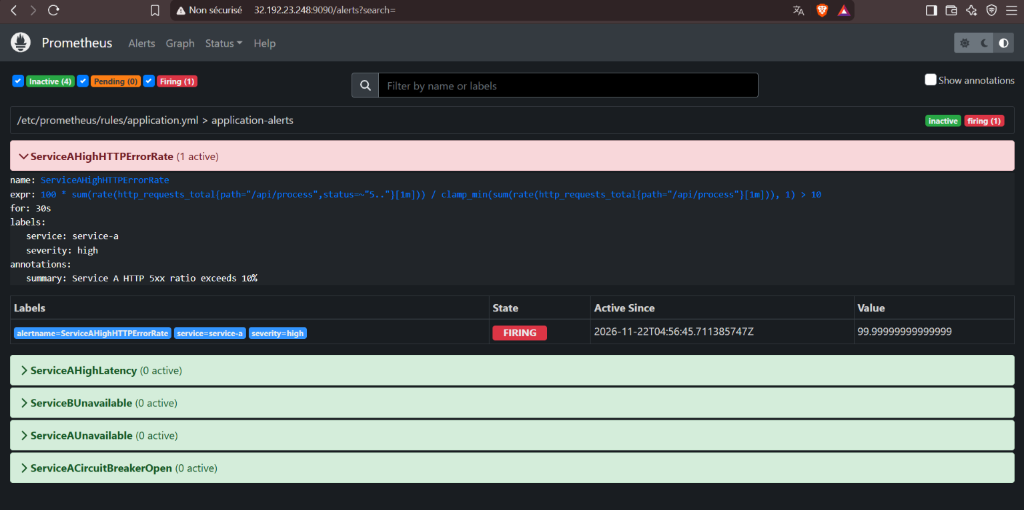 Non sécurisé 32.192.23.248:9090/alerts?search=
Prometheus Alerts Graph Status Help
Inactive (4) Pending (0) Firing (1) Filter by name or labels Show annotations
/etc/prometheus/rules/application.yml > application-alerts inactive firing (1)
ServiceAHighHTTPErrorRate (1 active)
name: ServiceAHighHTTPErrorRate
expr: 100 * sum(rate(http_requests_total{path="/api/process",status=~"5.."}[1m])) / clamp_min(sum(rate(http_requests_total{path="/api/process"}[1m])), 1) > 10
for: 30s
labels:
service: service-a
severity: high
annotations:
summary: Service A HTTP 5xx ratio exceeds 10%
Labels State Active Since Value
alertname=ServiceAHighHTTPErrorRate service=service-a severity=high FIRING 2026-11-22T04:56:45.711385747Z 99.99999999999999
ServiceAHighLatency (0 active)
ServiceBUnavailable (0 active)
ServiceAUnavailable (0 active)
ServiceACircuitBreakerOpen (0 active)